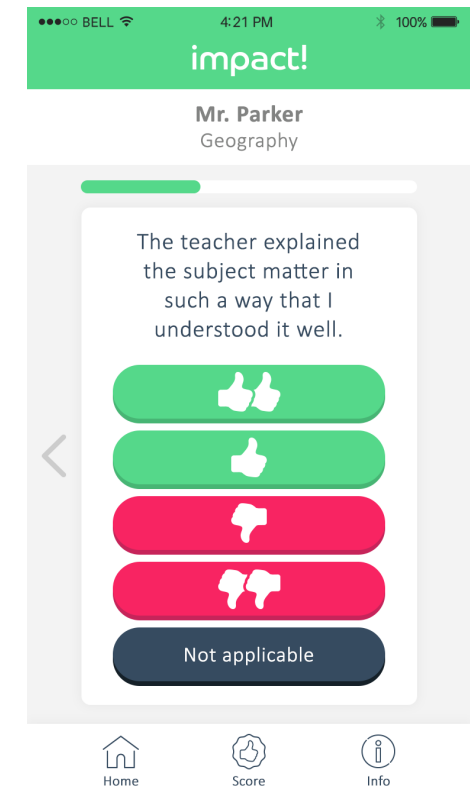 BELL 4:21 PM 100%
impact!
Mr. Parker
Geography
The teacher explained
the subject matter in
such a way that I
understood it well.
Not applicable
Home Score Info